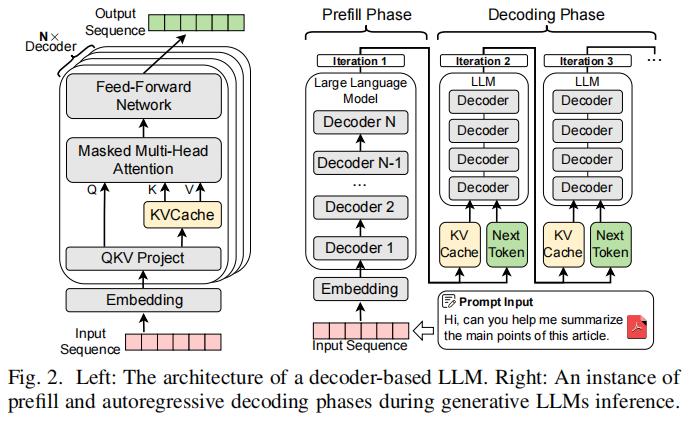 Output
Sequence
N×
Decoder
Feed-Forward
Network
Masked Multi-Head
Attention
Q
K
V
KVCache
QKV Project
Embedding
Input
Sequence
Prefill Phase
Decoding Phase
Iteration 1
Iteration 2
Iteration 3
...
Large Language
Model
Decoder N
Decoder N-1
...
Decoder 2
Decoder 1
Embedding
Input Sequence
LLM
Decoder
Decoder
Decoder
Decoder
KV
Cache
Next
Token
LLM
Decoder
Decoder
Decoder
Decoder
KV
Cache
Next
Token
Prompt Input
Hi, can you help me summarize
the main points of this article.
Fig. 2. Left: The architecture of a decoder-based LLM. Right: An instance of
prefill and autoregressive decoding phases during generative LLMs inference.